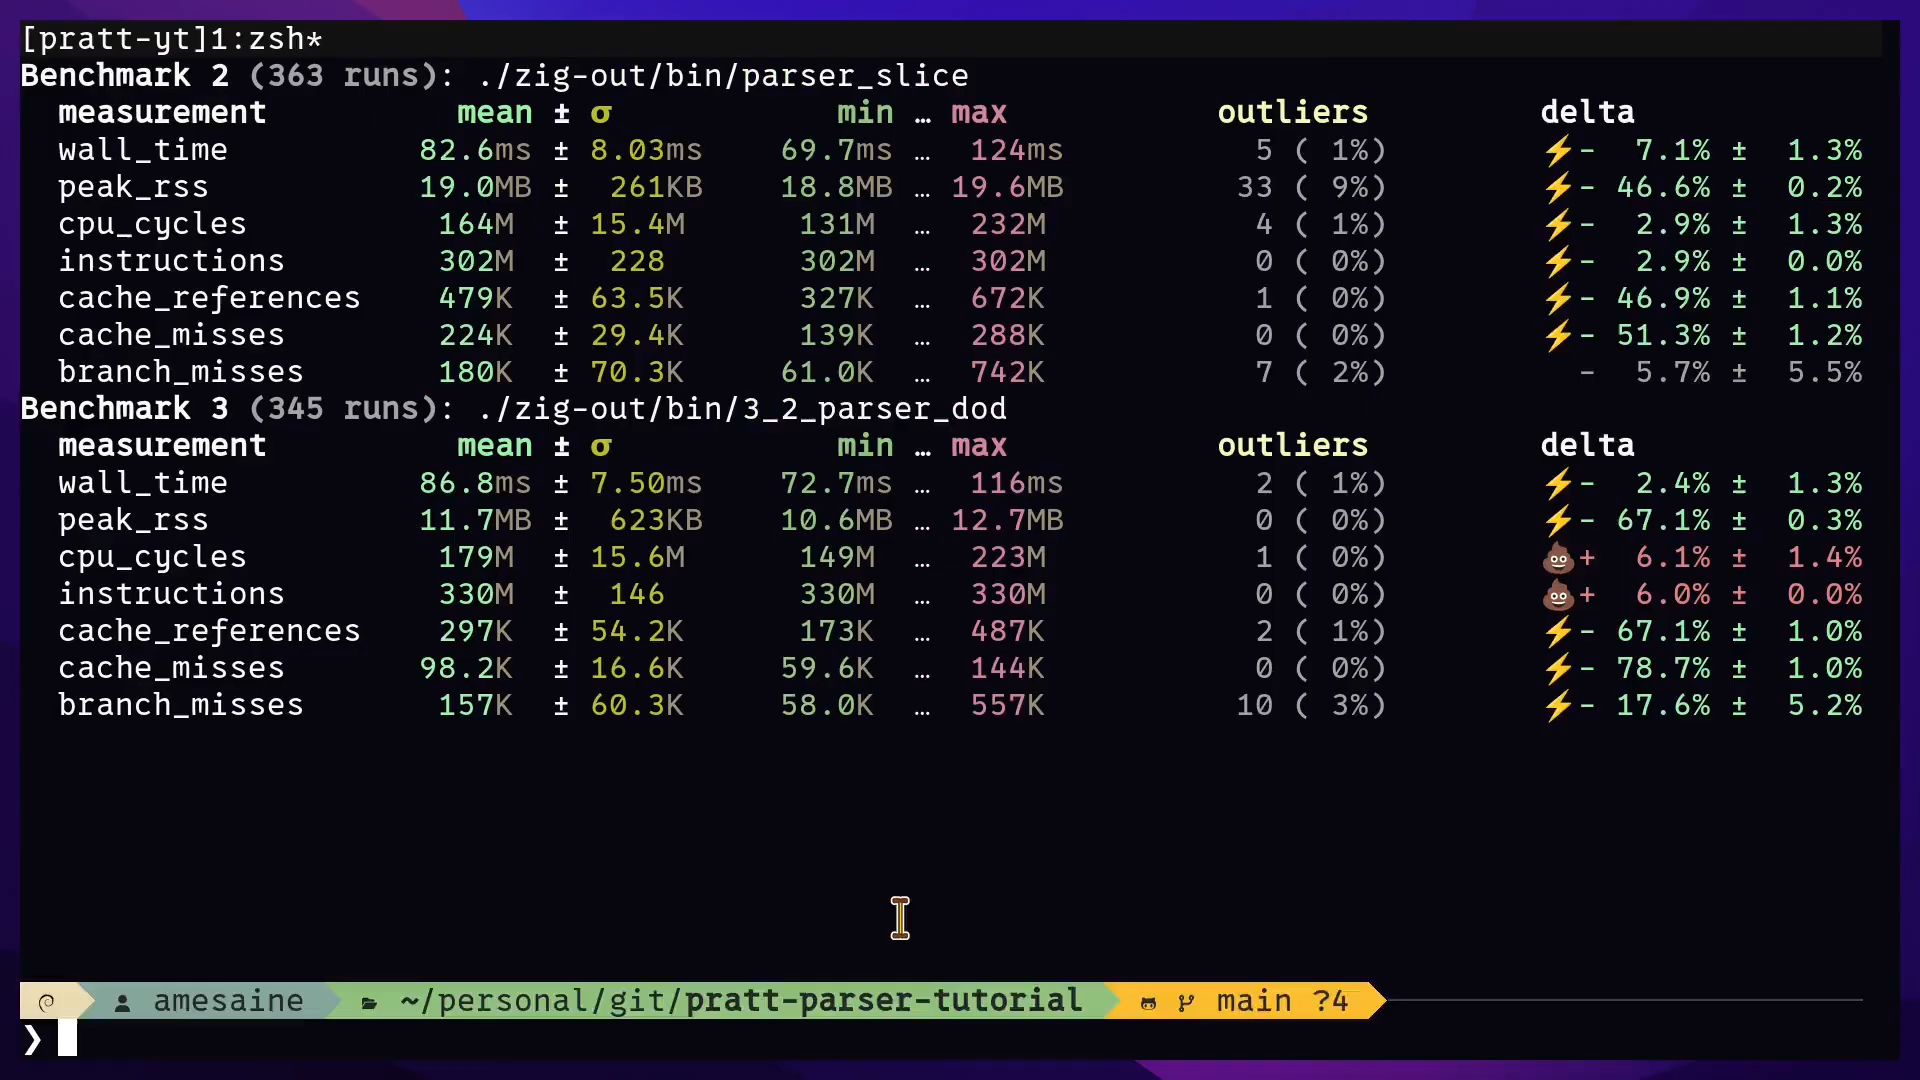 [pratt-yt]1:zsh*
Benchmark 2 (363 runs): ./zig-out/bin/parser_slice
measurement mean ± σ min … max outliers delta
wall_time 82.6ms ± 8.03ms 69.7ms … 124ms 5 ( 1%) ⚡- 7.1% ± 1.3%
peak_rss 19.0MB ± 261KB 18.8MB … 19.6MB 33 ( 9%) ⚡- 46.6% ± 0.2%
cpu_cycles 164M ± 15.4M 131M … 232M 4 ( 1%) ⚡- 2.9% ± 1.3%
instructions 302M ± 228 302M … 302M 0 ( 0%) ⚡- 2.9% ± 0.0%
cache_references 479K ± 63.5K 327K … 672K 1 ( 0%) ⚡- 46.9% ± 1.1%
cache_misses 224K ± 29.4K 139K … 288K 0 ( 0%) ⚡- 51.3% ± 1.2%
branch_misses 180K ± 70.3K 61.0K … 742K 7 ( 2%) - 5.7% ± 5.5%
Benchmark 3 (345 runs): ./zig-out/bin/3_2_parser_dod
measurement mean ± σ min … max outliers delta
wall_time 86.8ms ± 7.50ms 72.7ms … 116ms 2 ( 1%) ⚡- 2.4% ± 1.3%
peak_rss 11.7MB ± 623KB 10.6MB … 12.7MB 0 ( 0%) ⚡- 67.1% ± 0.3%
cpu_cycles 179M ± 15.6M 149M … 223M 1 ( 0%) 💩+ 6.1% ± 1.4%
instructions 330M ± 146 330M … 330M 0 ( 0%) 💩+ 6.0% ± 0.0%
cache_references 297K ± 54.2K 173K … 487K 2 ( 1%) ⚡- 67.1% ± 1.0%
cache_misses 98.2K ± 16.6K 59.6K … 144K 0 ( 0%) ⚡- 78.7% ± 1.0%
branch_misses 157K ± 60.3K 58.0K … 557K 10 ( 3%) ⚡- 17.6% ± 5.2%
amesaine ~/personal/git/pratt-parser-tutorial main ?4
❯